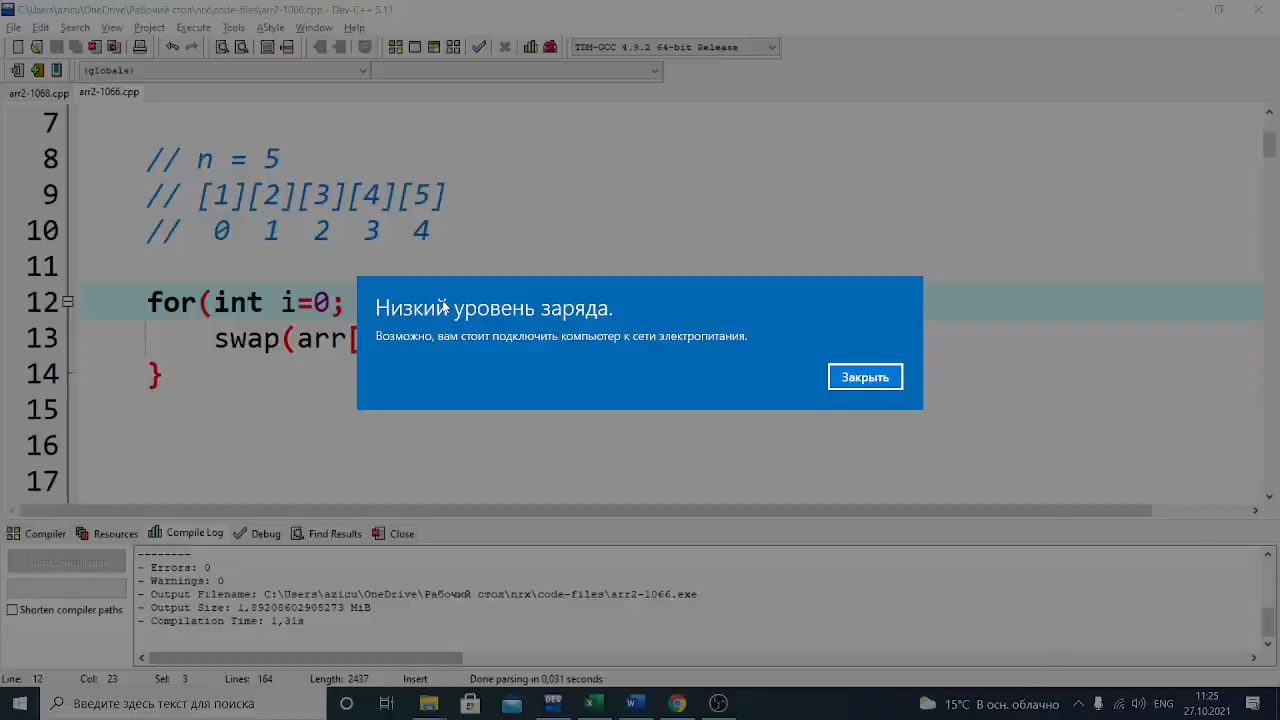 C:\Users\azicu\OneDrive\Рабочий стол\nrx\code-files\arr2-1066.cpp - Dev-C++ 5.11
File Edit Search View Project Execute Tools AStyle Window Help
TDM-GCC 4.9.2 64-bit Release
(globals)
arr2-1068.cpp arr2-1066.cpp
7
8 // n = 5
9 // [1][2][3][4][5]
10 // 0 1 2 3 4
11
12 for(int i=0;
13 swap(arr[
14 }
15
16
17
Низкий уровень заряда.
Возможно, вам стоит подключить компьютер к сети электропитания.
Закрыть
Compiler Resources Compile Log Debug Find Results Close
Shorten compiler paths
--------
- Errors: 0
- Warnings: 0
- Output Filename: C:\Users\azicu\OneDrive\Рабочий стол\nrx\code-files\arr2-1066.exe
- Output Size: 1,89208602905273 MiB
- Compilation Time: 1,31s
Line: 12 Col: 23 Sel: 3 Lines: 164 Length: 2437 Insert Done parsing in 0,031 seconds
Введите здесь текст для поиска
DEV
15°C В осн. облачно
ENG
11:25
27.10.2021